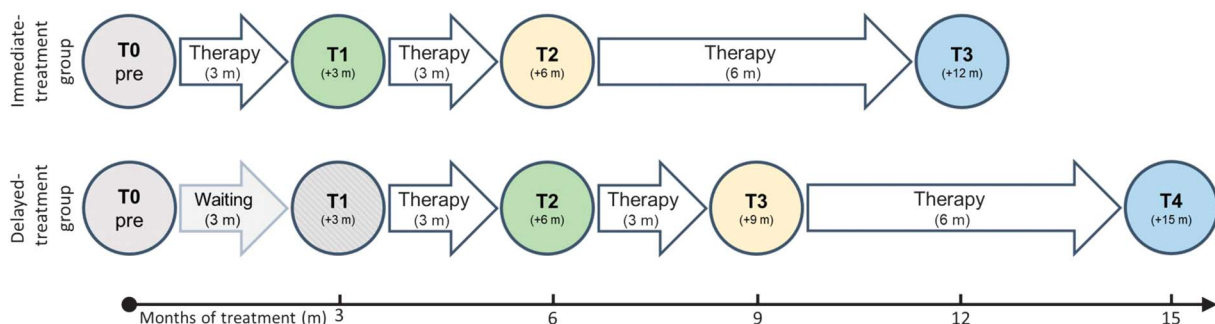 Immediate-
treatment
group
T0
pre
Therapy
(3 m)
T1
(+3 m)
Therapy
(3 m)
T2
(+6 m)
Therapy
(6 m)
T3
(+12 m)
Delayed-
treatment
group
T0
pre
Waiting
(3 m)
T1
(+3 m)
Therapy
(3 m)
T2
(+6 m)
Therapy
(3 m)
T3
(+9 m)
Therapy
(6 m)
T4
(+15 m)
Months of treatment (m) 3 6 9 12 15